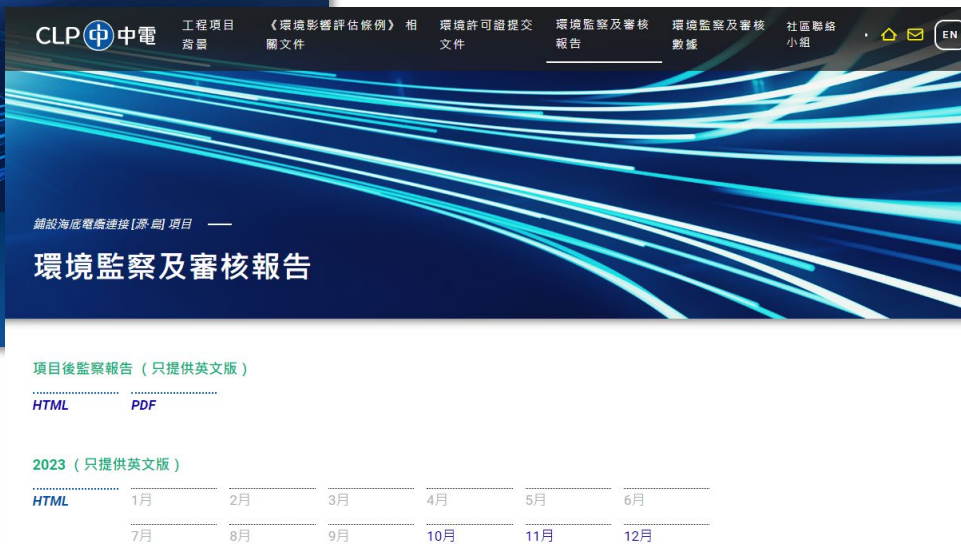 CLP 中 中電
工程項目
背景
《環境影響評估條例》 相
關文件
環境許可證提交
文件
環境監察及審核
報告
環境監察及審核
數據
社區聯絡
小組
EN
鋪設海底電纜連接 [源·島] 項目
環境監察及審核報告
項目後監察報告 ( 只提供英文版 )
HTML PDF
2023 ( 只提供英文版 )
HTML 1月 2月 3月 4月 5月 6月
7月 8月 9月 10月 11月 12月